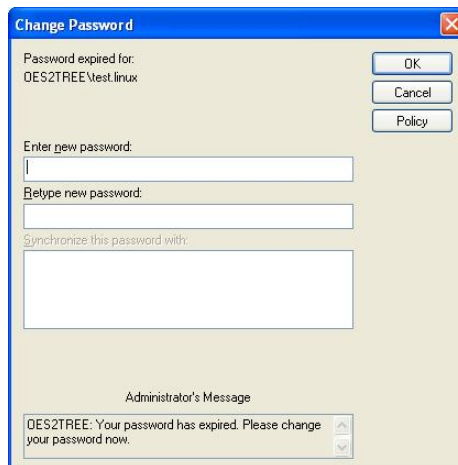 Change Password
Password expired for:
OES2TREE\test.linux
OK
Cancel
Policy
Enter new password:
Retype new password:
Synchronize this password with:
Administrator's Message
OES2TREE: Your password has expired. Please change
your password now.